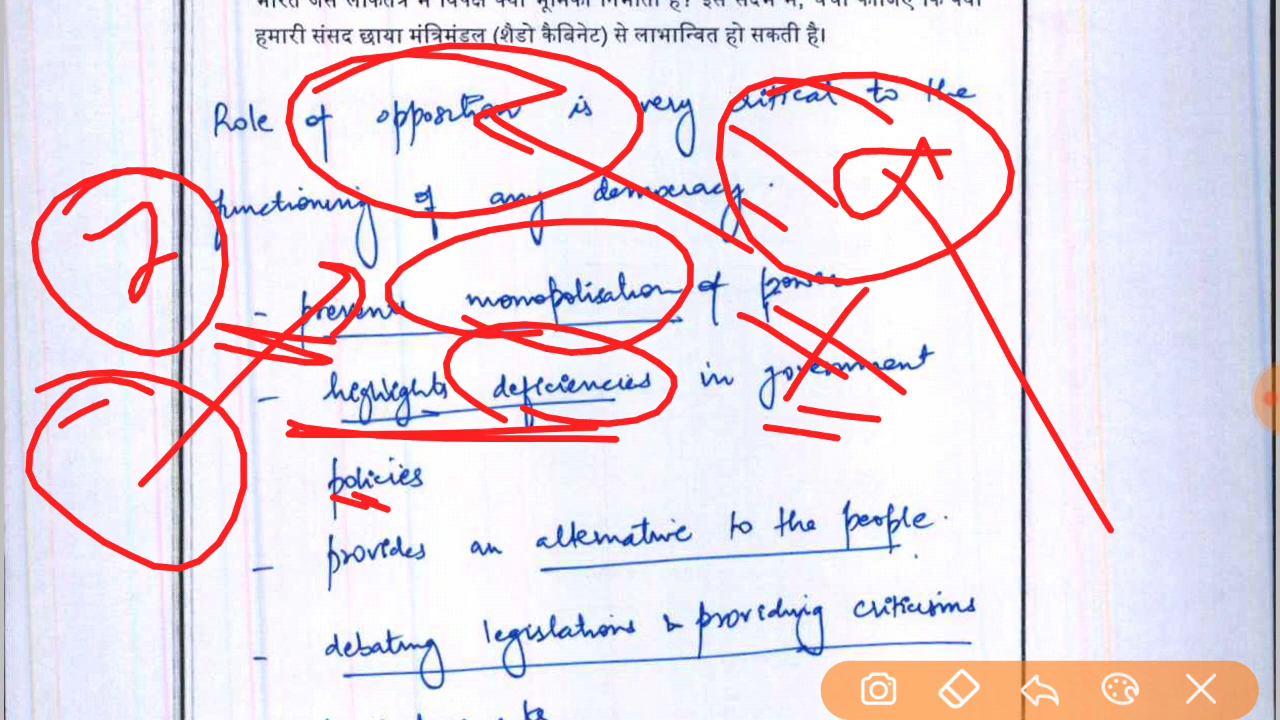 हमारी संसद छाया मंत्रिमंडल (शैडो कैबिनेट) से लाभान्वित हो सकती है।
Role of opposition is very critical to the
functioning of any democracy.
- prevents monopolisation of power
- highlights deficiencies in government
policies
- provides an alternative to the people.
- debating legislations & providing criticisms